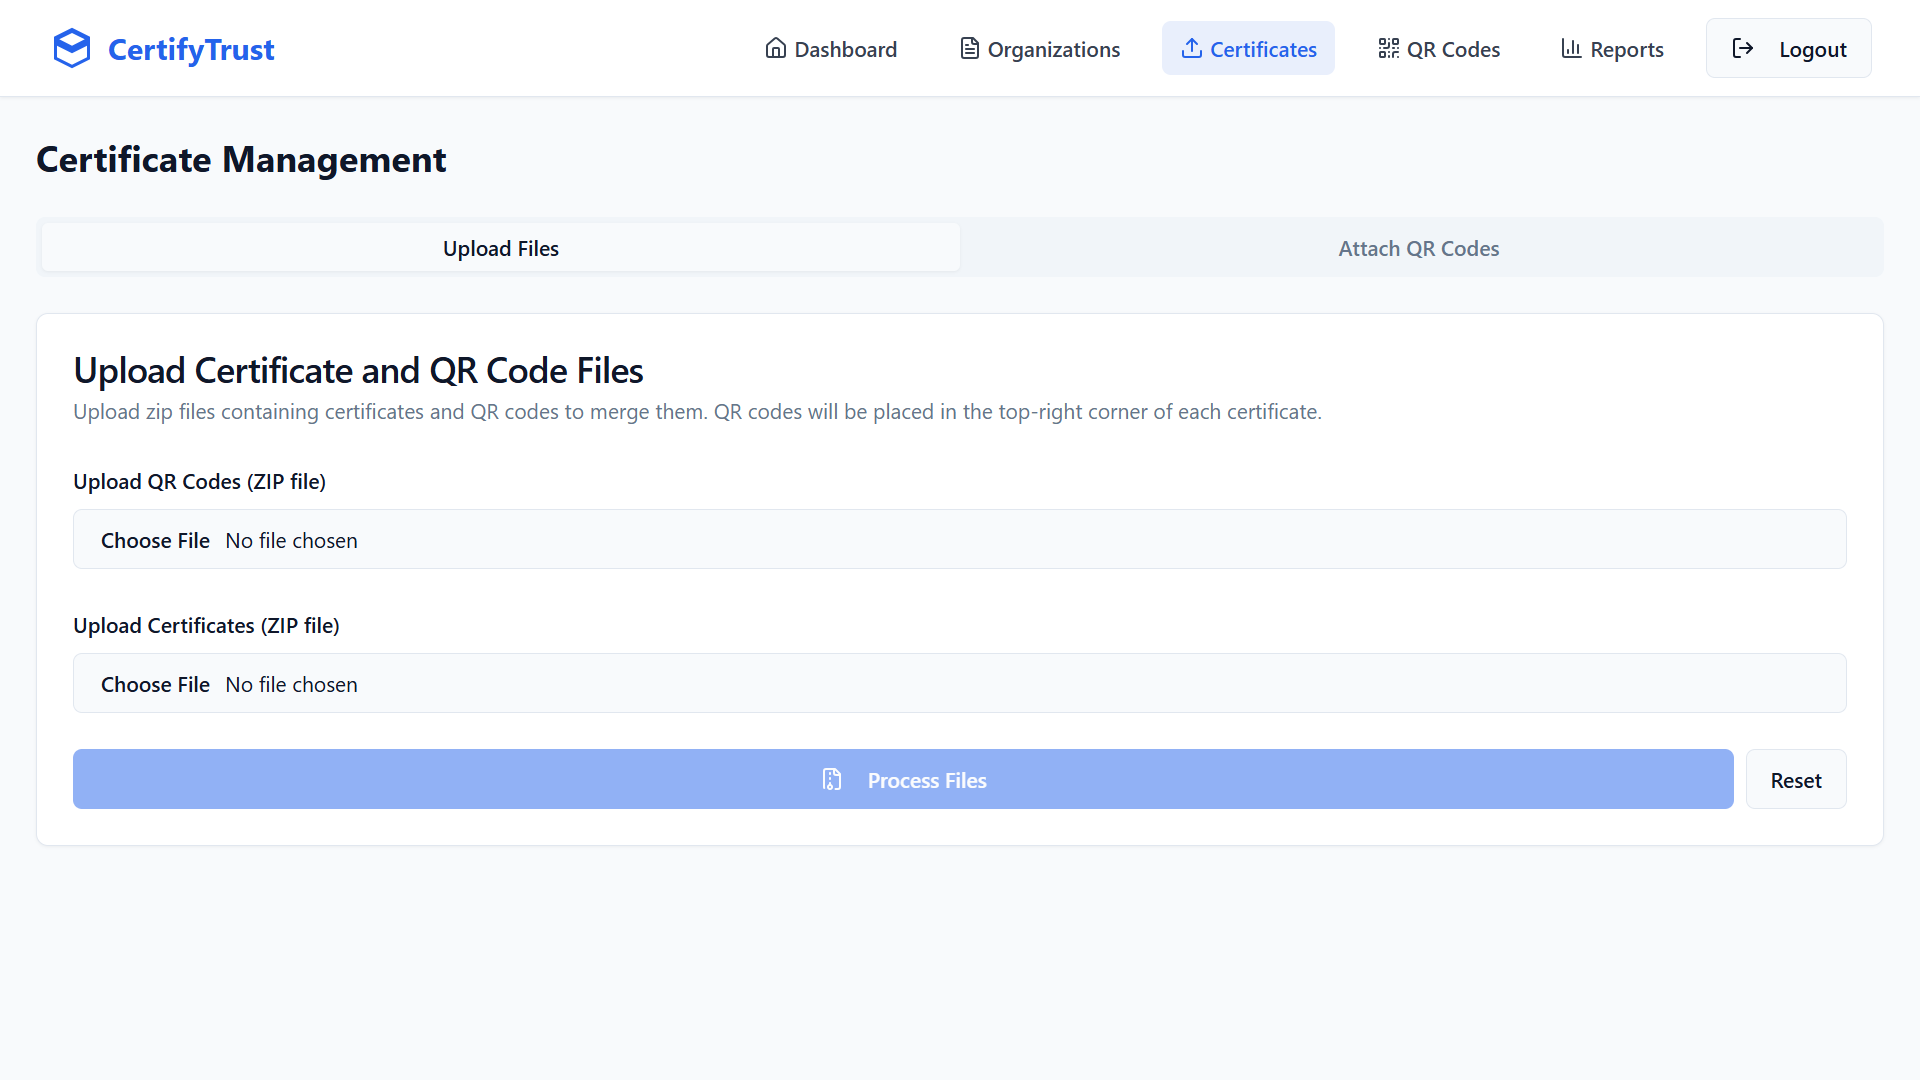 CertifyTrust
Dashboard
Organizations
Certificates
QR Codes
Reports
Logout
Certificate Management
Upload Files
Attach QR Codes
Upload Certificate and QR Code Files
Upload zip files containing certificates and QR codes to merge them. QR codes will be placed in the top-right corner of each certificate.
Upload QR Codes (ZIP file)
Choose File No file chosen
Upload Certificates (ZIP file)
Choose File No file chosen
Process Files
Reset